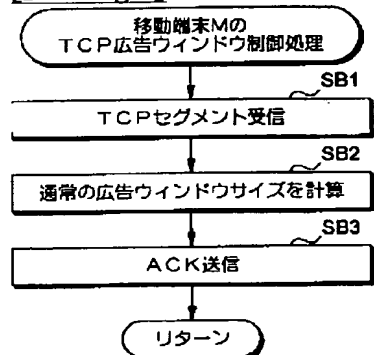 移動端末Mの
TCP広告ウィンドウ制御処理
SB1
TCPセグメント受信
SB2
通常の広告ウィンドウサイズを計算
SB3
ACK送信
リターン